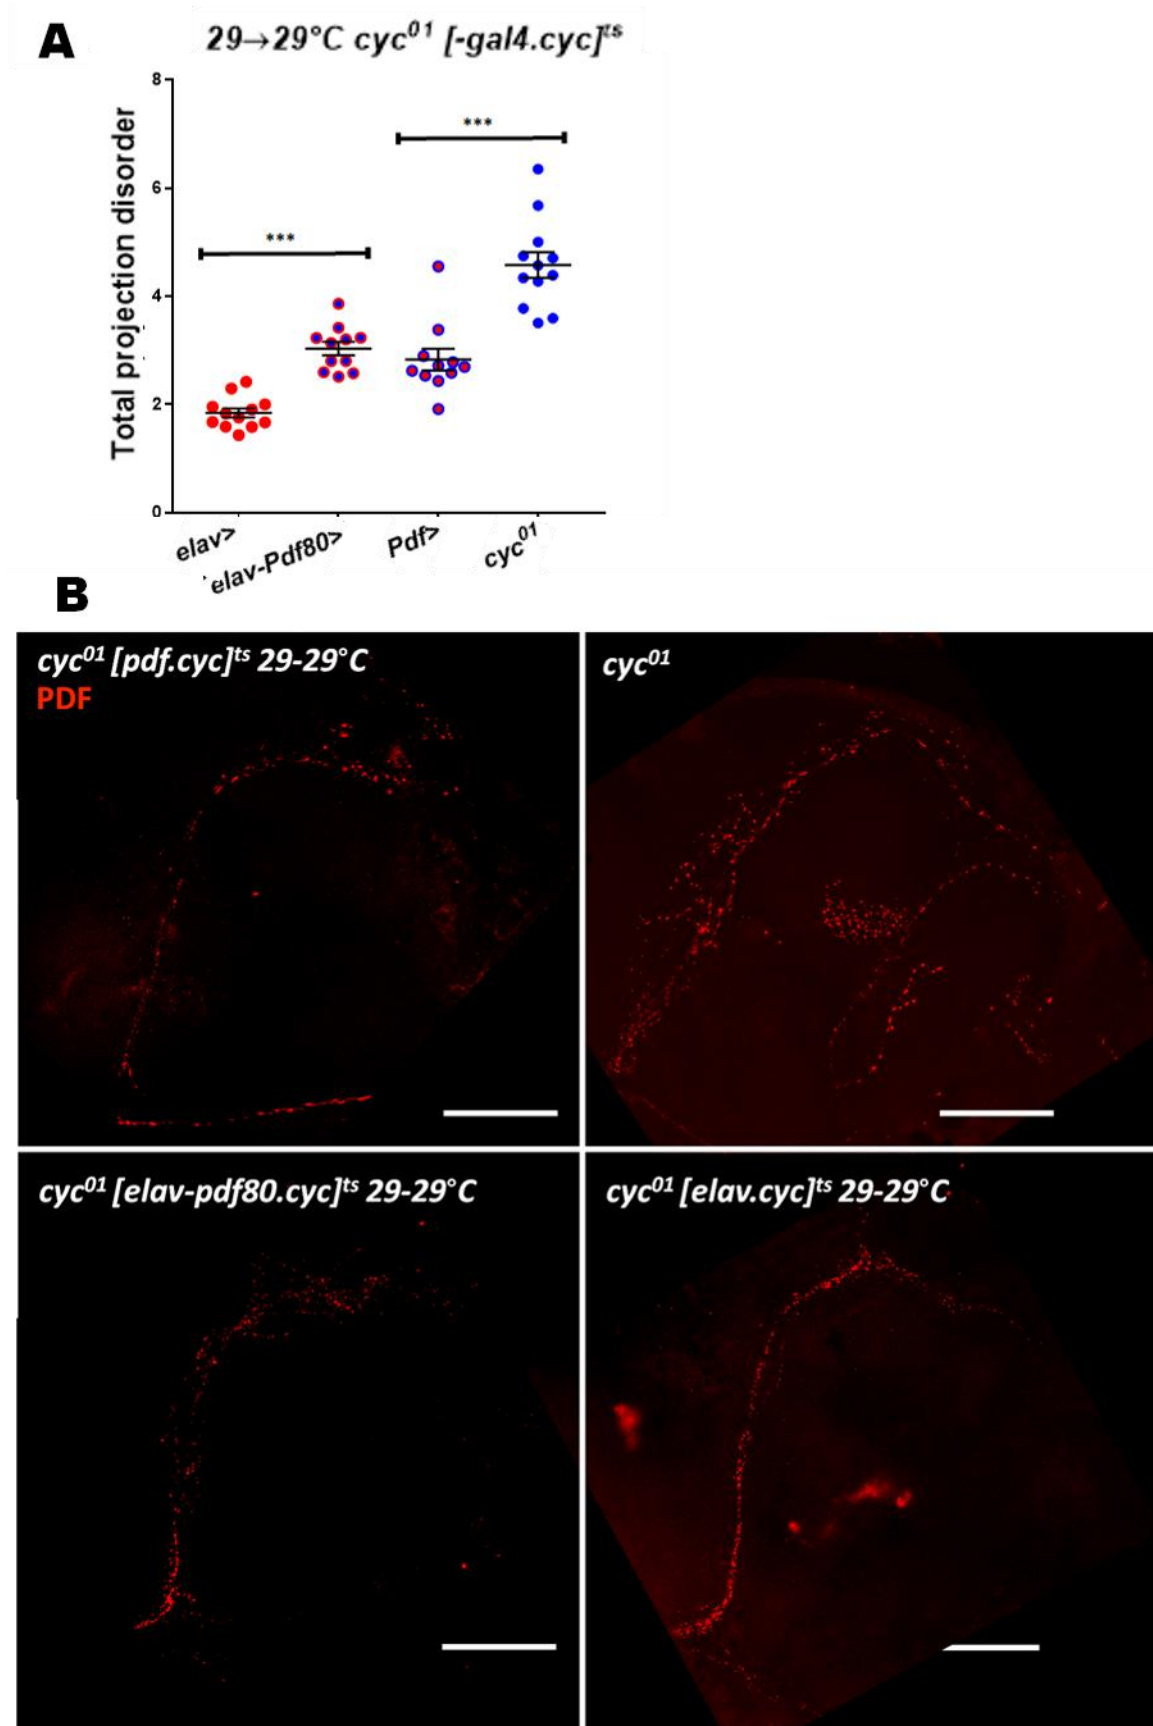 A
29→29°C cyc⁰¹ [-gal4.cyc]ᵗˢ
Total projection disorder
8
6
4
2
0
***
***
elav>
elav-Pdf80>
Pdf>
cyc⁰¹
B
cyc⁰¹ [pdf.cyc]ᵗˢ 29-29°C
PDF
cyc⁰¹
cyc⁰¹ [elav-pdf80.cyc]ᵗˢ 29-29°C
cyc⁰¹ [elav.cyc]ᵗˢ 29-29°C